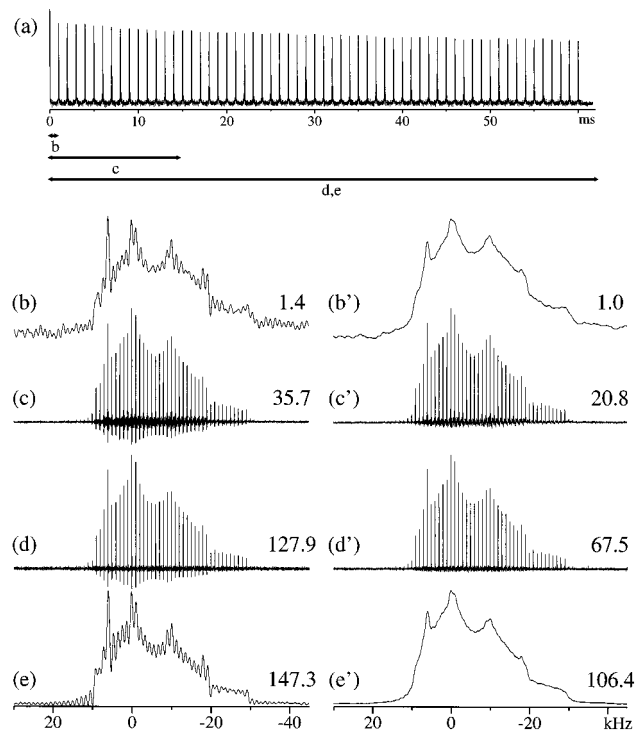 (a)
0 10 20 30 40 50 ms
b
c
d,e
(b) 1.4 (b') 1.0
(c) 35.7 (c') 20.8
(d) 127.9 (d') 67.5
(e) 147.3 (e') 106.4
20 0 -20 -40 20 0 -20 kHz